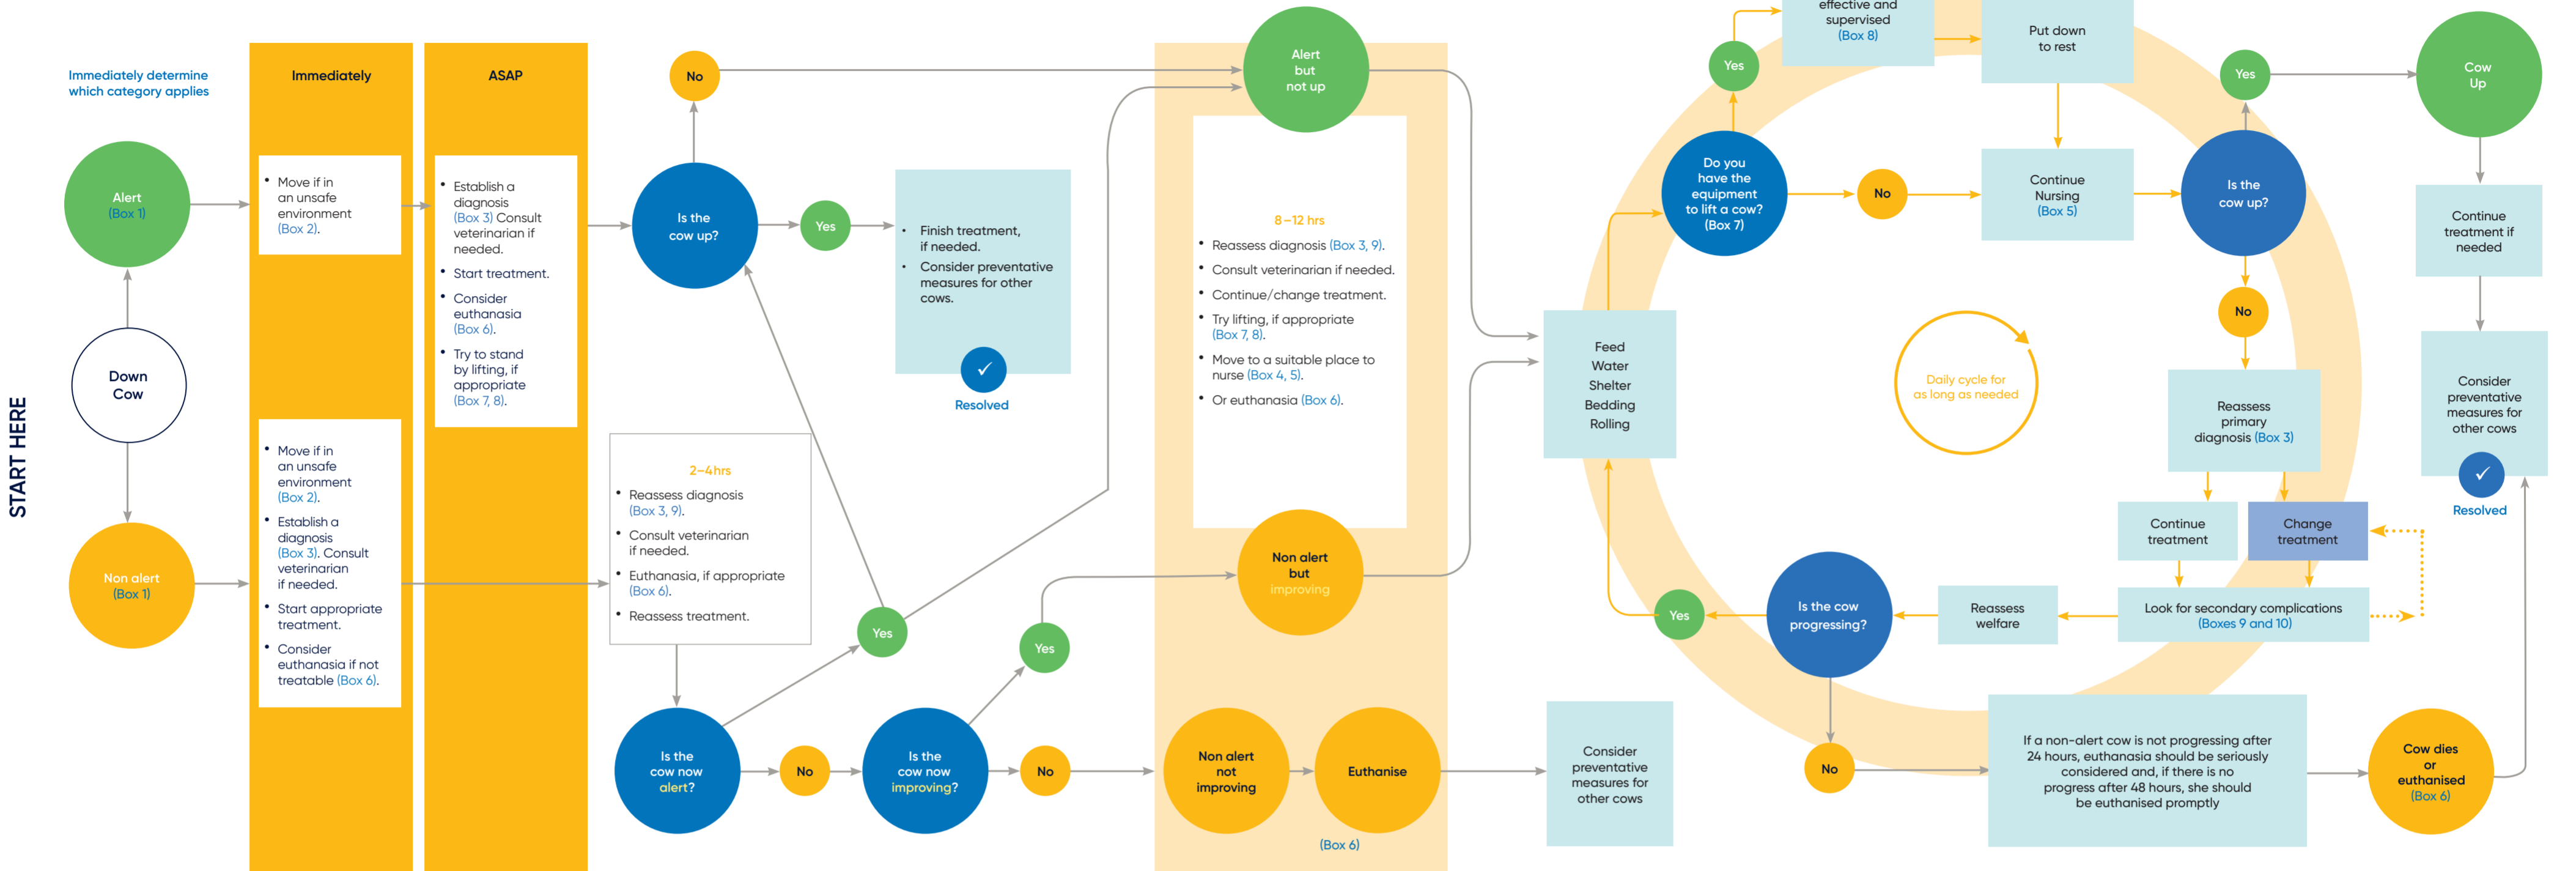 START HERE
Immediately determine
which category applies
Alert
(Box 1)
Down
Cow
Non alert
(Box 1)
Immediately
• Move if in
an unsafe
environment
(Box 2).
• Move if in
an unsafe
environment
(Box 2).
• Establish a
diagnosis
(Box 3). Consult
veterinarian
if needed.
• Start appropriate
treatment.
• Consider
euthanasia if not
treatable (Box 6).
ASAP
• Establish a
diagnosis
(Box 3) Consult
veterinarian if
needed.
• Start treatment.
• Consider
euthanasia
(Box 6).
• Try to stand
by lifting, if
appropriate
(Box 7, 8).
No
Is the
cow up?
Yes
• Finish treatment,
if needed.
• Consider preventative
measures for other
cows.
✓
Resolved
2–4hrs
• Reassess diagnosis
(Box 3, 9).
• Consult veterinarian
if needed.
• Euthanasia, if appropriate
(Box 6).
• Reassess treatment.
Yes
Yes
Is the
cow now
alert?
No
Is the
cow now
improving?
No
Alert
but
not up
8–12 hrs
• Reassess diagnosis (Box 3, 9).
• Consult veterinarian if needed.
• Continue/change treatment.
• Try lifting, if appropriate
(Box 7, 8).
• Move to a suitable place to
nurse (Box 4, 5).
• Or euthanasia (Box 6).
Non alert
but
improving
Non alert
not
improving
Euthanise
(Box 6)
Consider
preventative
measures for
other cows
Feed
Water
Shelter
Bedding
Rolling
Do you
have the
equipment
to lift a cow?
(Box 7)
Yes
effective and
supervised
(Box 8)
Put down
to rest
No
Continue
Nursing
(Box 5)
Is the
cow up?
Yes
Cow
Up
Continue
treatment if
needed
Consider
preventative
measures for
other cows
✓
Resolved
No
Daily cycle for
as long as needed
Reassess
primary
diagnosis (Box 3)
Continue
treatment
Change
treatment
Look for secondary complications
(Boxes 9 and 10)
Reassess
welfare
Is the cow
progressing?
Yes
No
If a non-alert cow is not progressing after
24 hours, euthanasia should be seriously
considered and, if there is no
progress after 48 hours, she should
be euthanised promptly
Cow dies
or
euthanised
(Box 6)